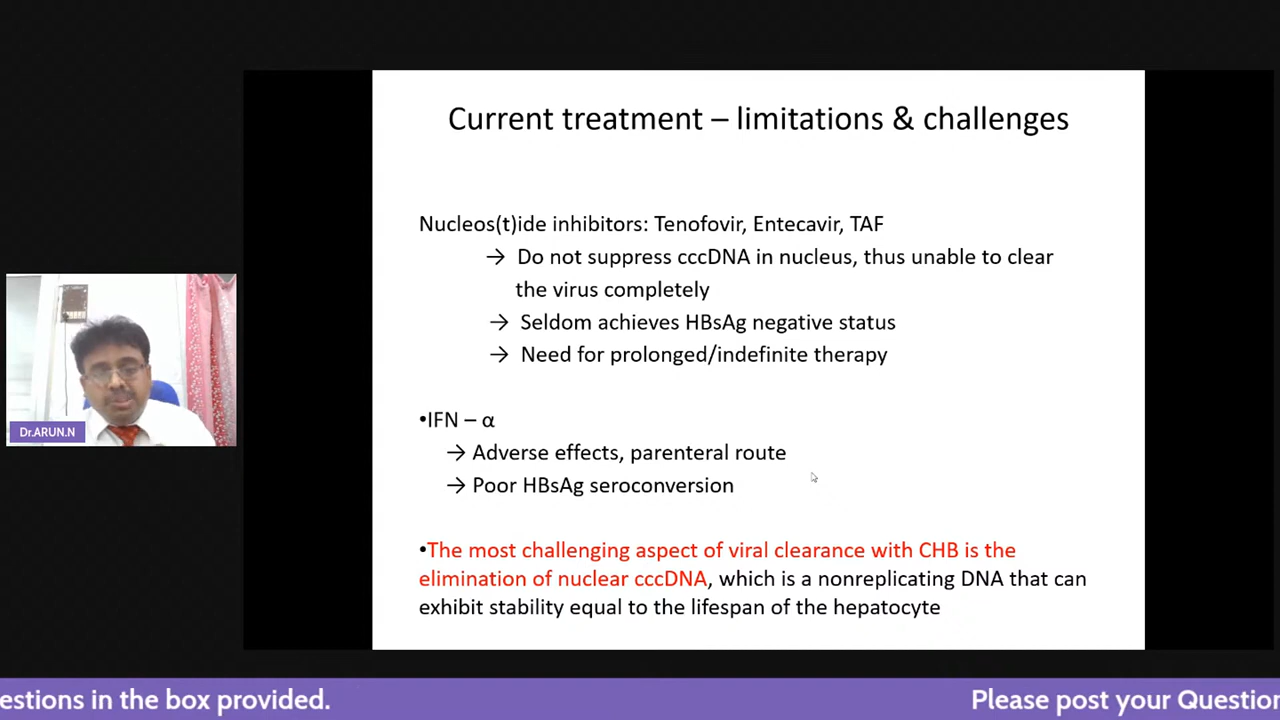 Current treatment – limitations & challenges
Nucleos(t)ide inhibitors: Tenofovir, Entecavir, TAF
→ Do not suppress cccDNA in nucleus, thus unable to clear
the virus completely
→ Seldom achieves HBsAg negative status
→ Need for prolonged/indefinite therapy
•IFN – α
→ Adverse effects, parenteral route
→ Poor HBsAg seroconversion
•The most challenging aspect of viral clearance with CHB is the
elimination of nuclear cccDNA, which is a nonreplicating DNA that can
exhibit stability equal to the lifespan of the hepatocyte
Dr.ARUN.N
estions in the box provided.
Please post your Question